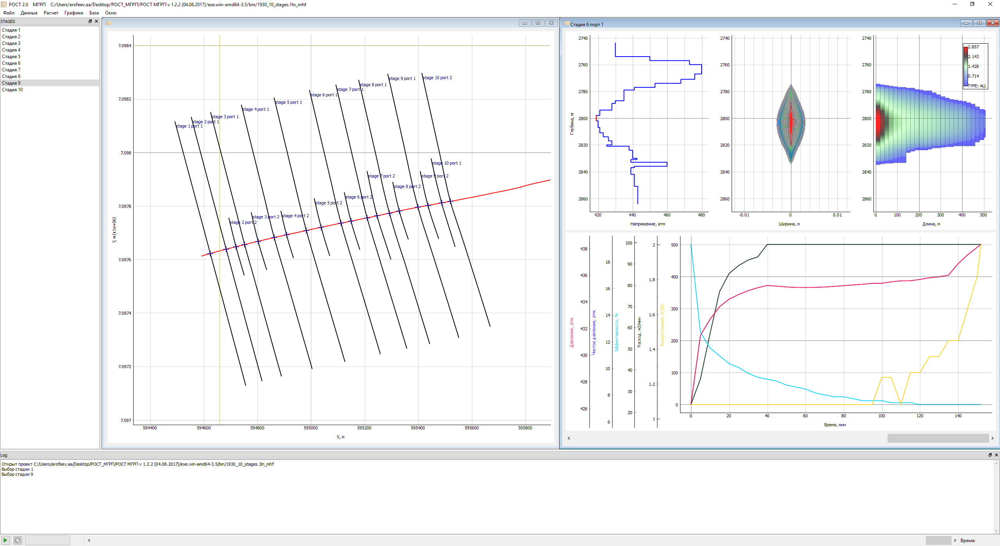 РОСТ 2.0 МГРП C:/Users/erofeev.aa/Desktop/РОСТ_МГРП/РОСТ МГРП v 1.2.2 (04.08.2017)/exe.win-amd64-3.5/bin/1930_10_stages.1ln_mhf
Файл Данные Расчет Графики База Окно
STAGES
Стадия 1
Стадия 2
Стадия 3
Стадия 4
Стадия 5
Стадия 6
Стадия 7
Стадия 8
Стадия 9
Стадия 10
7.0984
7.0982
7.098
7.0978
7.0976
7.0974
7.0972
7.097
Y, м (x1e+06)
stage 10 port 2
stage 9 port 1
stage 8 port 1
stage 7 port 1
stage 6 port 1
stage 5 port 1
stage 4 port 1
stage 3 port 1
stage 2 port 1
stage 1 port 1
stage 10 port 1
stage 9 port 2
stage 7 port 2
stage 8 port 2
stage 6 port 2
stage 5 port 2
stage 4 port 2
stage 3 port 2
stage 2 port 2
594400 594600 594800 595000 595200 595400 595600 595800
X, м
Стадия 6 порт 1
2740
2760
2780
2800
2820
2840
2860
Глубина, м
420 440 460 480
Напряжение, атм
2740
2760
2780
2800
2820
2840
2860
-0.01 0 0.01
Ширина, м
2740
2760
2780
2800
2820
2840
2860
2.857
2.143
1.428
0.714
TYPE: ALL
0 100 200 300 400 500
Длина, м
Давление, атм.
438
436
434
432
430
428
426
Чистое давление, атм.
18
16
14
12
10
8
6
Эффективность, %
100
90
80
70
60
50
40
30
20
Расход, м3/мин
2
1.8
1.6
1.4
1.2
1
Концентрация, кг/м3
500
400
300
200
100
0
0 20 40 60 80 100 120 140
Время, мин
Log
Открыт проект C:/Users/erofeev.aa/Desktop/РОСТ_МГРП/РОСТ МГРП v 1.2.2 (04.08.2017)/exe.win-amd64-3.5/bin/1930_10_stages.1ln_mhf
Выбор стадии 1
Выбор стадии 9
Время: